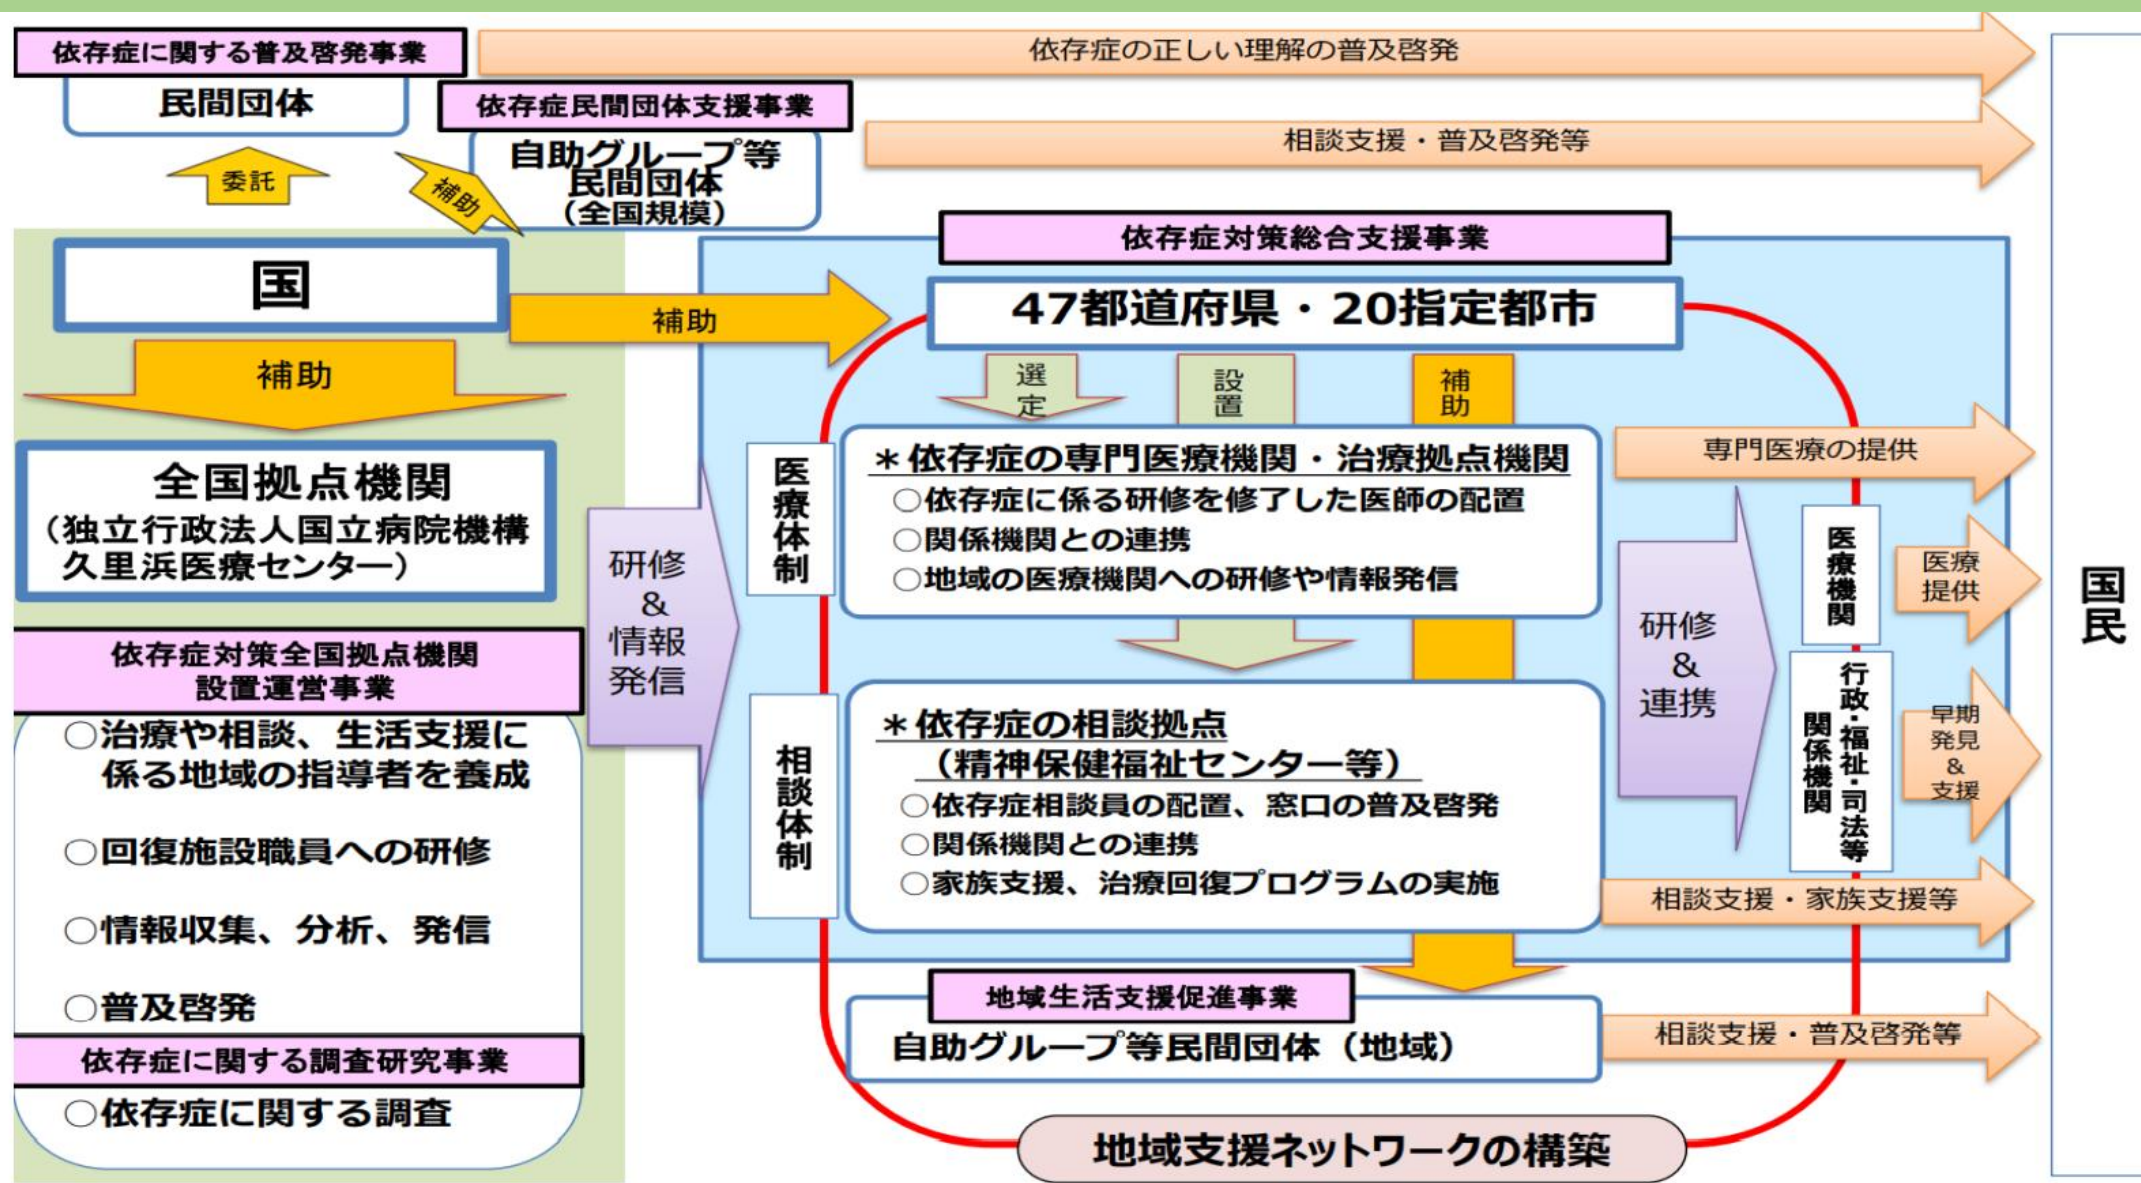 依存症に関する普及啓発事業
民間団体
依存症の正しい理解の普及啓発
依存症民間団体支援事業
自助グループ等
民間団体
（全国規模）
相談支援・普及啓発等
委託
補助
国
補助
補助
全国拠点機関
（独立行政法人国立病院機構
久里浜医療センター）
依存症対策全国拠点機関
設置運営事業
○治療や相談、生活支援に
係る地域の指導者を養成
○回復施設職員への研修
○情報収集、分析、発信
○普及啓発
依存症に関する調査研究事業
○依存症に関する調査
研修
&
情報
発信
依存症対策総合支援事業
47都道府県・20指定都市
選定
設置
補助
医療体制
＊依存症の専門医療機関・治療拠点機関
○依存症に係る研修を修了した医師の配置
○関係機関との連携
○地域の医療機関への研修や情報発信
相談体制
＊依存症の相談拠点
（精神保健福祉センター等）
○依存症相談員の配置、窓口の普及啓発
○関係機関との連携
○家族支援、治療回復プログラムの実施
研修
&
連携
専門医療の提供
医療機関
医療
提供
行政・福祉・司法等
関係機関
早期
発見
&
支援
相談支援・家族支援等
地域生活支援促進事業
自助グループ等民間団体（地域）
相談支援・普及啓発等
地域支援ネットワークの構築
国民